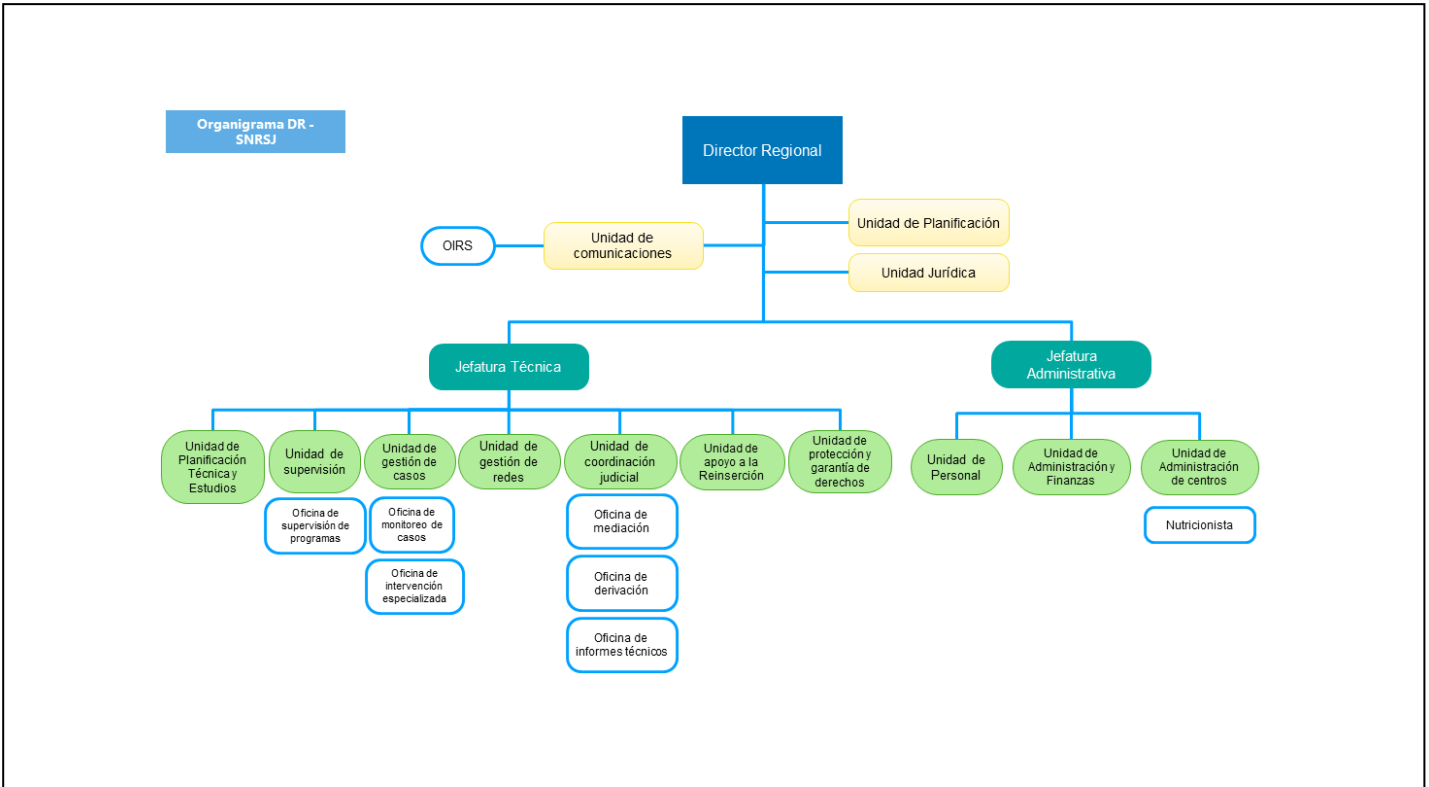 Organigrama DR -
SNRSJ
Director Regional
Unidad de Planificación
OIRS
Unidad de
comunicaciones
Unidad Jurídica
Jefatura Técnica
Jefatura
Administrativa
Unidad de
Planificación
Técnica y
Estudios
Unidad de
supervisión
Unidad de
gestión de
casos
Unidad de
gestión de
redes
Unidad de
coordinación
judicial
Unidad de
apoyo a la
Reinserción
Unidad de
protección y
garantía de
derechos
Unidad de
Personal
Unidad de
Administración y
Finanzas
Unidad de
Administración
de centros
Oficina de
supervisión de
programas
Oficina de
monitoreo de
casos
Oficina de
mediación
Nutricionista
Oficina de
intervención
especializada
Oficina de
derivación
Oficina de
informes técnicos